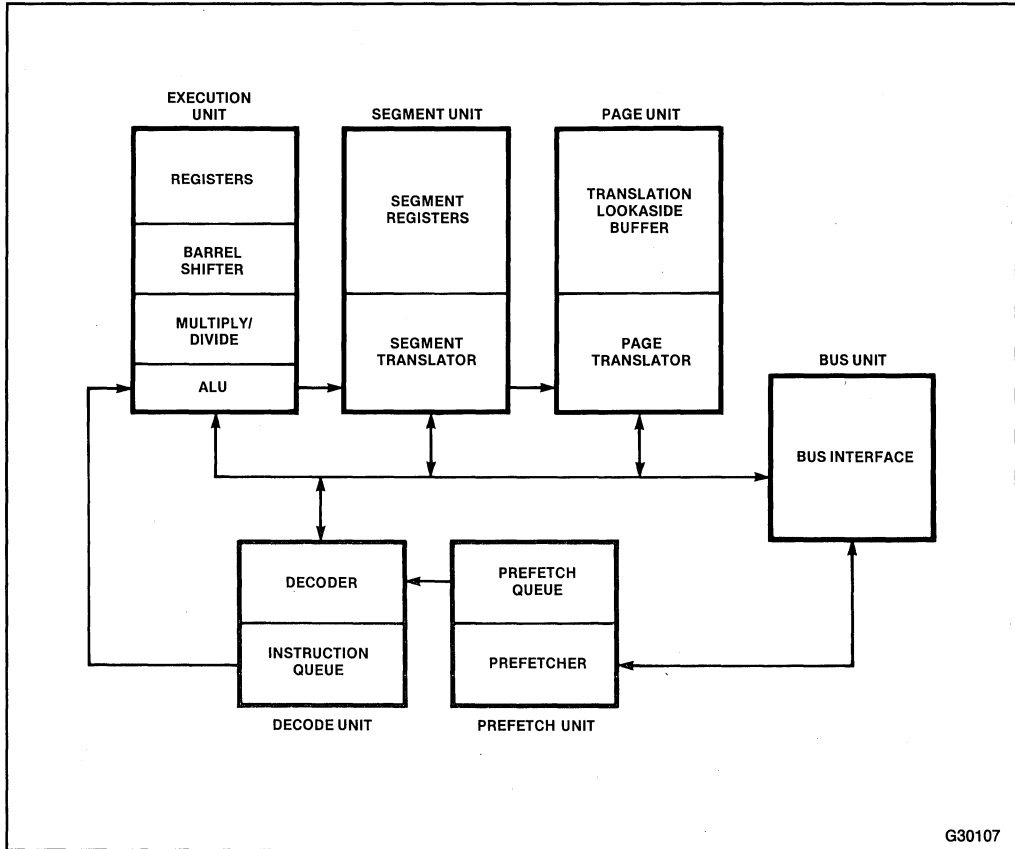 EXECUTION
UNIT
REGISTERS
BARREL
SHIFTER
MULTIPLY/
DIVIDE
ALU
SEGMENT UNIT
SEGMENT
REGISTERS
SEGMENT
TRANSLATOR
PAGE UNIT
TRANSLATION
LOOKASIDE
BUFFER
PAGE
TRANSLATOR
BUS UNIT
BUS INTERFACE
DECODER
INSTRUCTION
QUEUE
DECODE UNIT
PREFETCH
QUEUE
PREFETCHER
PREFETCH UNIT
G30107